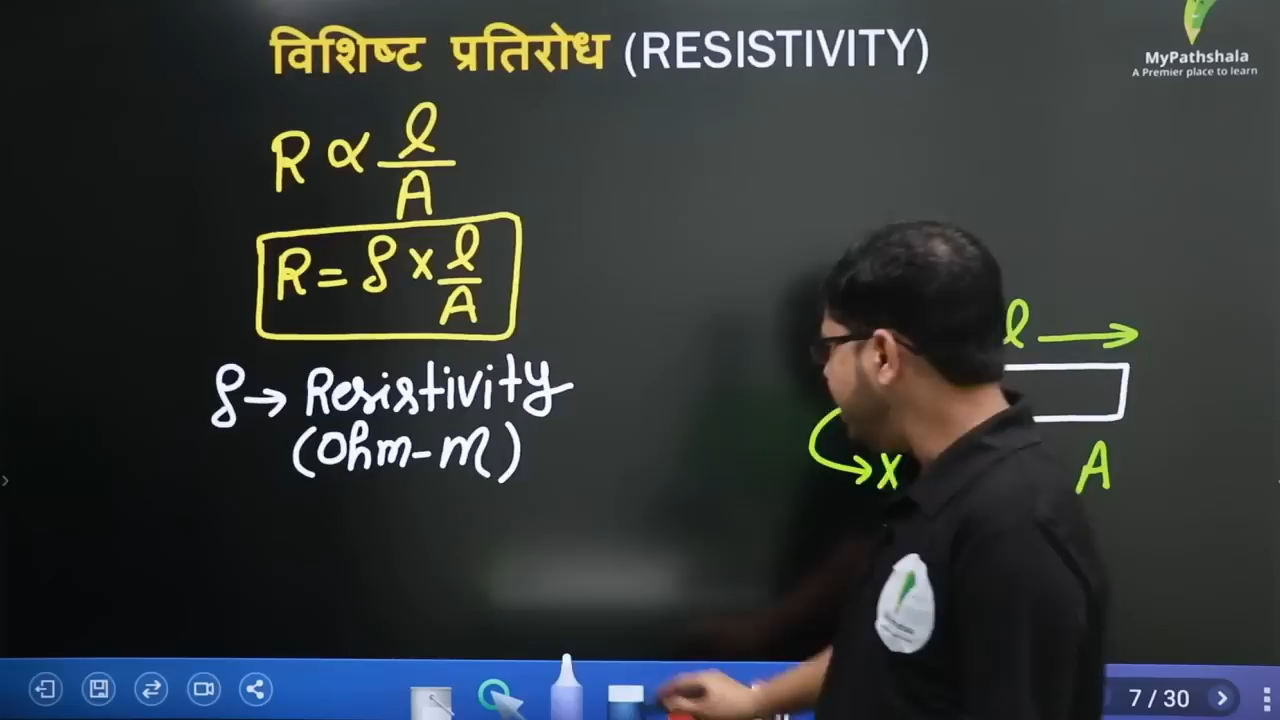 विशिष्ट प्रतिरोध (RESISTIVITY)
MyPathshala
A Premier place to learn
R ∝ l/A
R = ρ × l/A
ρ → Resistivity
(Ohm-m)
l →
x
A
7 / 30